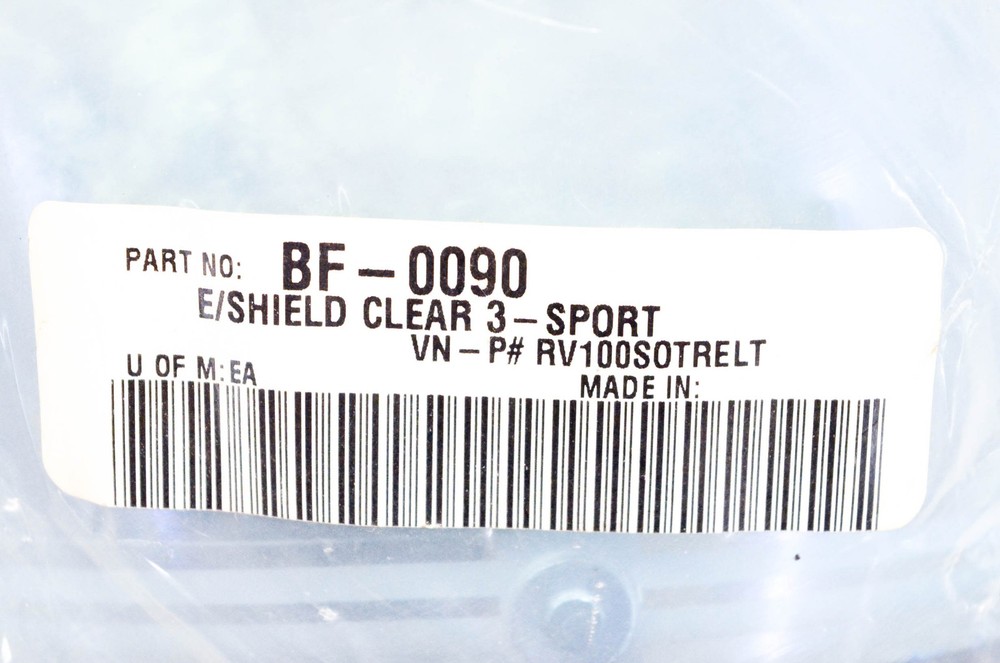 PART NO: BF-0090
E/SHIELD CLEAR 3-SPORT
VN-P# RV100SOTRELT
U OF M:EA MADE IN: